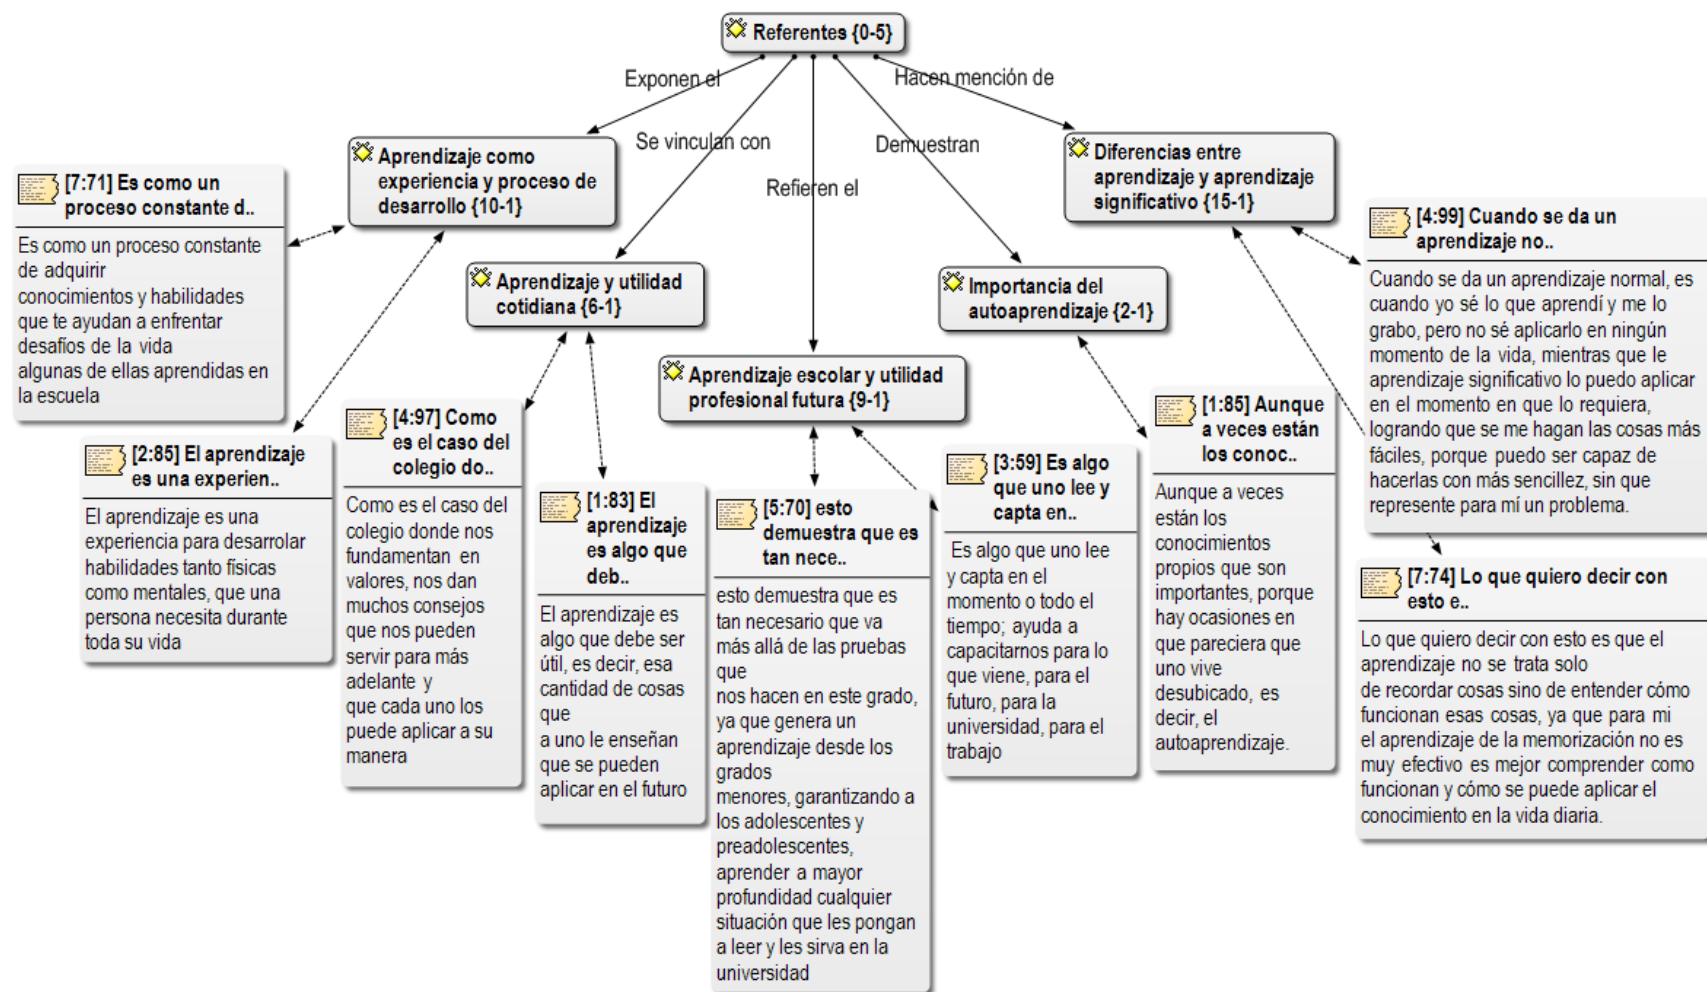 Referentes {0-5}
Exponen el
Hacen mención de
Se vinculan con
Demuestran
Refieren el
Aprendizaje como
experiencia y proceso de
desarrollo {10-1}
Diferencias entre
aprendizaje y aprendizaje
significativo {15-1}
Aprendizaje y utilidad
cotidiana {6-1}
Importancia del
autoaprendizaje {2-1}
Aprendizaje escolar y utilidad
profesional futura {9-1}
[7:71] Es como un
proceso constante d..
Es como un proceso constante
de adquirir
conocimientos y habilidades
que te ayudan a enfrentar
desafíos de la vida
algunas de ellas aprendidas en
la escuela
[2:85] El aprendizaje
es una experien..
El aprendizaje es una
experiencia para desarrolar
habilidades tanto físicas
como mentales, que una
persona necesita durante
toda su vida
[4:97] Como
es el caso del
colegio do..
Como es el caso del
colegio donde nos
fundamentan en
valores, nos dan
muchos consejos
que nos pueden
servir para más
adelante y
que cada uno los
puede aplicar a su
manera
[1:83] El
aprendizaje
es algo que
deb..
El aprendizaje es
algo que debe ser
útil, es decir, esa
cantidad de cosas
que
a uno le enseñan
que se pueden
aplicar en el futuro
[5:70] esto
demuestra que es
tan nece..
esto demuestra que es
tan necesario que va
más allá de las pruebas
que
nos hacen en este grado,
ya que genera un
aprendizaje desde los
grados
menores, garantizando a
los adolescentes y
preadolescentes,
aprender a mayor
profundidad cualquier
situación que les pongan
a leer y les sirva en la
universidad
[3:59] Es algo
que uno lee y
capta en..
Es algo que uno lee
y capta en el
momento o todo el
tiempo; ayuda a
capacitarnos para lo
que viene, para el
futuro, para la
universidad, para el
trabajo
[1:85] Aunque
a veces están
los conoc..
Aunque a veces
están los
conocimientos
propios que son
importantes, porque
hay ocasiones en
que pareciera que
uno vive
desubicado, es
decir, el
autoaprendizaje.
[4:99] Cuando se da un
aprendizaje no..
Cuando se da un aprendizaje normal, es
cuando yo sé lo que aprendí y me lo
grabo, pero no sé aplicarlo en ningún
momento de la vida, mientras que le
aprendizaje significativo lo puedo aplicar
en el momento en que lo requiera,
logrando que se me hagan las cosas más
fáciles, porque puedo ser capaz de
hacerlas con más sencillez, sin que
represente para mí un problema.
[7:74] Lo que quiero decir con
esto e..
Lo que quiero decir con esto es que el
aprendizaje no se trata solo
de recordar cosas sino de entender cómo
funcionan esas cosas, ya que para mi
el aprendizaje de la memorización no es
muy efectivo es mejor comprender como
funcionan y cómo se puede aplicar el
conocimiento en la vida diaria.